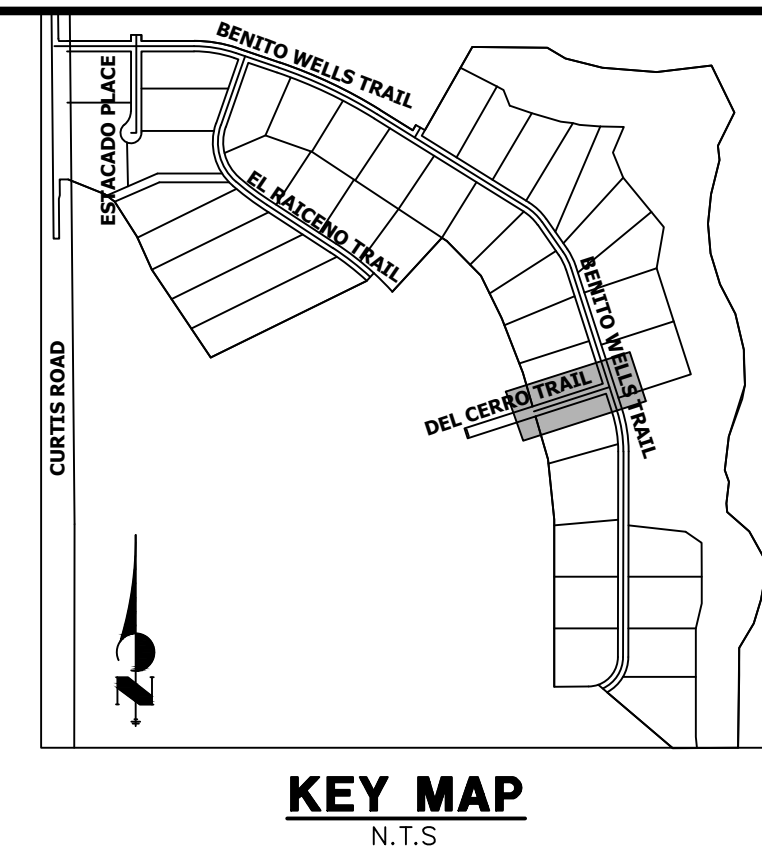 BENITO WELLS TRAIL
ESTACADO PLACE
EL RAICENO TRAIL
BENITO WELLS TRAIL
DEL CERRO TRAIL
CURTIS ROAD
N
KEY MAP
N.T.S